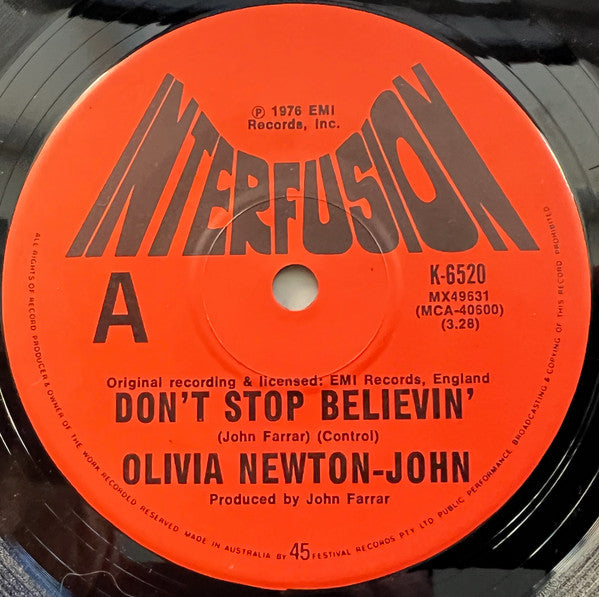 ℗ 1976 EMI
Records, Inc.
INTERFUSION
A
K-6520
MX49631
(MCA-40600)
(3.28)
Original recording & licensed: EMI Records, England
DON'T STOP BELIEVIN'
(John Farrar) (Control)
OLIVIA NEWTON-JOHN
Produced by John Farrar
ALL RIGHTS OF RECORD PRODUCER & OWNER OF THE WORK RECORDED RESERVED MADE IN AUSTRALIA BY 45 FESTIVAL RECORDS PTY LTD PUBLIC PERFORMANCE BROADCASTING & COPYING OF THIS RECORD PROHIBITED